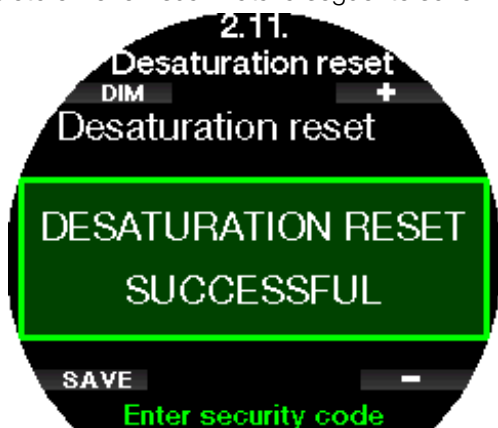 2.11.
Desaturation reset
DIM +
Desaturation reset
DESATURATION RESET
SUCCESSFUL
SAVE -
Enter security code